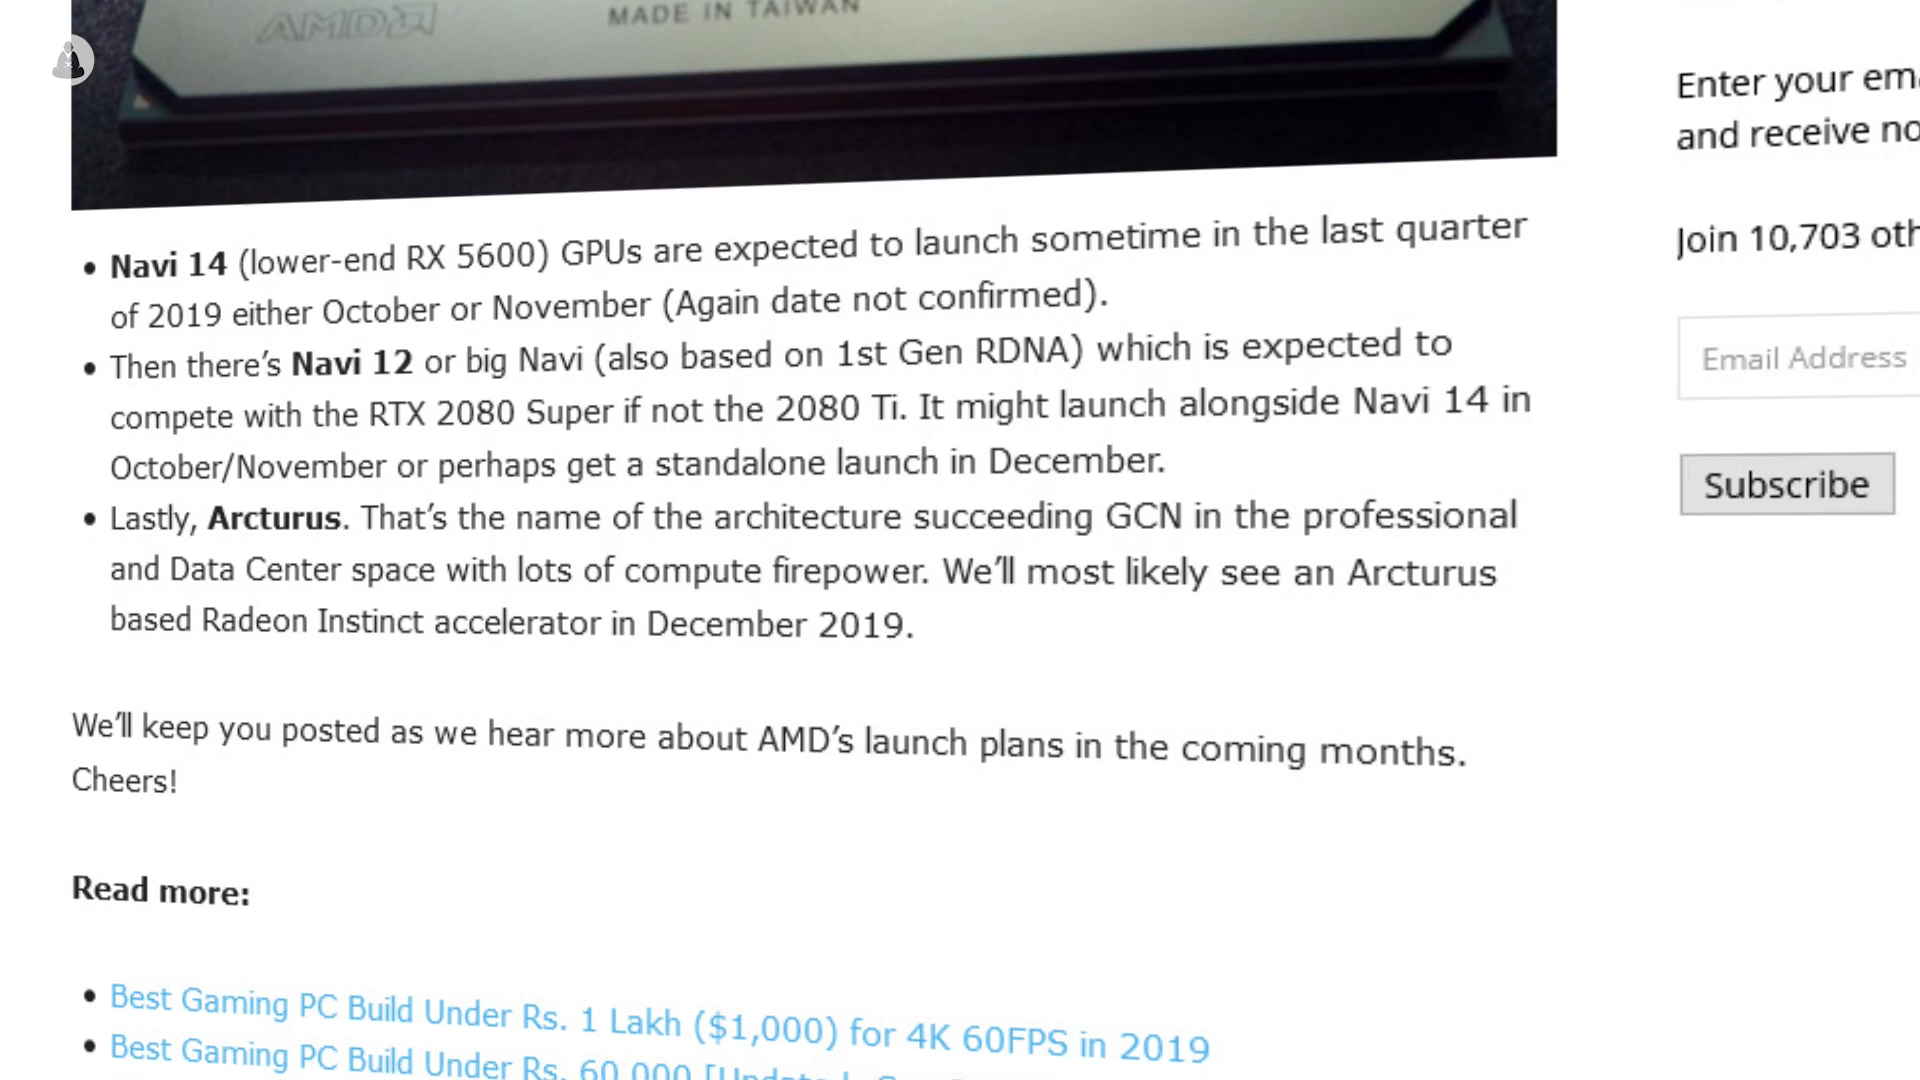 AMD
MADE IN TAIWAN
Enter your
and receive
Join 10,703
Email Address
Subscribe
• Navi 14 (lower-end RX 5600) GPUs are expected to launch sometime in the last quarter
of 2019 either October or November (Again date not confirmed).
• Then there's Navi 12 or big Navi (also based on 1st Gen RDNA) which is expected to
compete with the RTX 2080 Super if not the 2080 Ti. It might launch alongside Navi 14 in
October/November or perhaps get a standalone launch in December.
• Lastly, Arcturus. That's the name of the architecture succeeding GCN in the professional
and Data Center space with lots of compute firepower. We'll most likely see an Arcturus
based Radeon Instinct accelerator in December 2019.
We'll keep you posted as we hear more about AMD's launch plans in the coming months.
Cheers!
Read more:
• Best Gaming PC Build Under Rs. 1 Lakh ($1,000) for 4K 60FPS in 2019
• Best Gaming PC Build Under Rs. 60,000